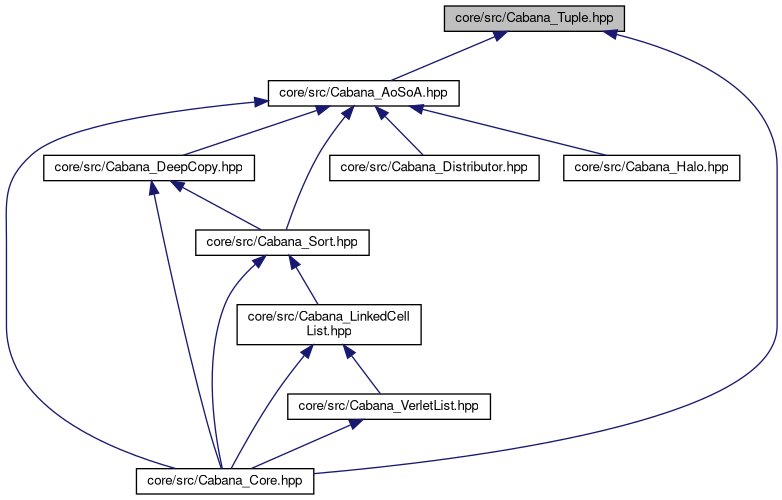 core/src/Cabana_Tuple.hpp
core/src/Cabana_AoSoA.hpp
core/src/Cabana_DeepCopy.hpp
core/src/Cabana_Distributor.hpp
core/src/Cabana_Halo.hpp
core/src/Cabana_Sort.hpp
core/src/Cabana_LinkedCell
List.hpp
core/src/Cabana_VerletList.hpp
core/src/Cabana_Core.hpp